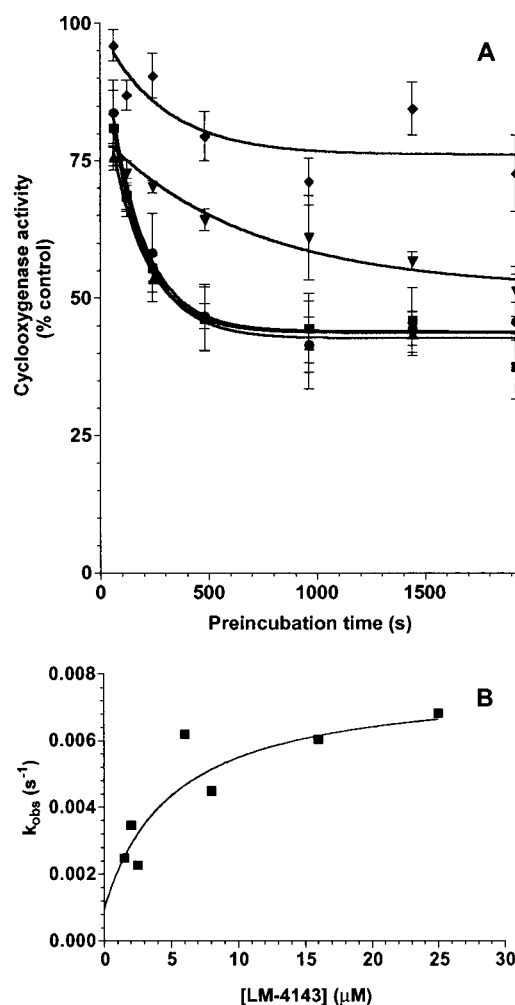 A
100
75
50
25
0
Cyclooxygenase activity
(% control)
0 500 1000 1500
Preincubation time (s)
B
0.008
0.006
0.004
0.002
0.000
k_obs (s⁻¹)
0 5 10 15 20 25 30
[LM-4143] (μM)